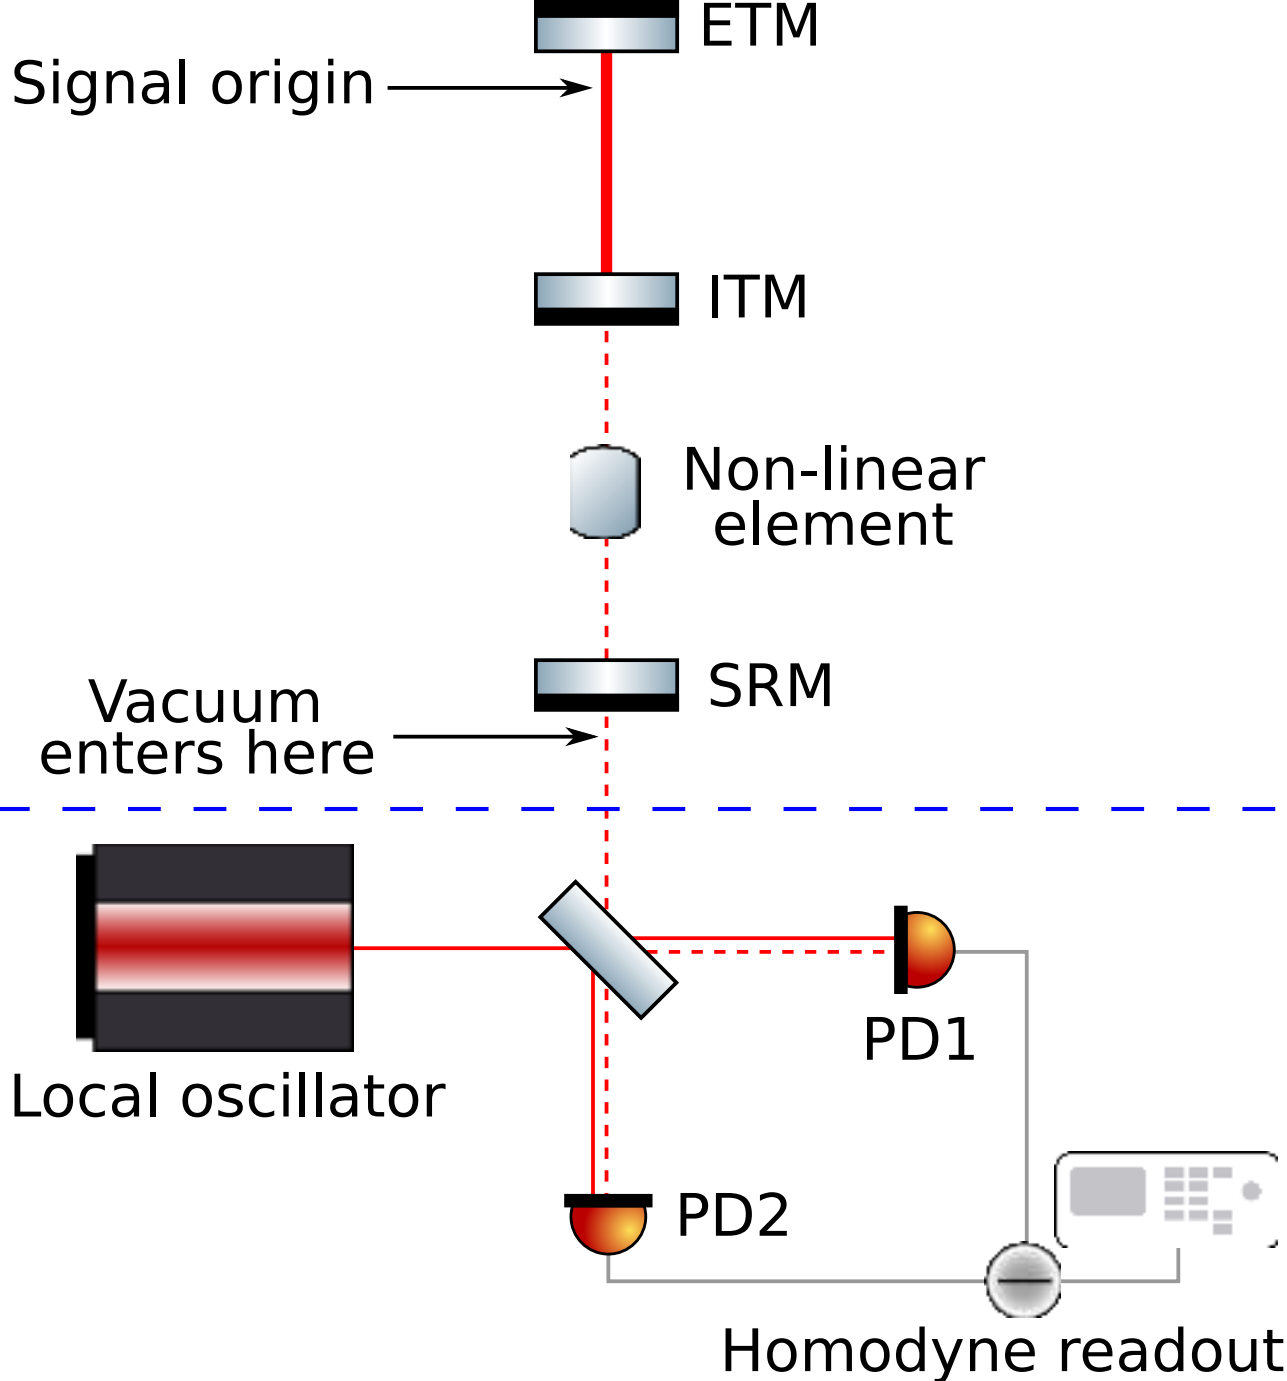 ETM
Signal origin
ITM
Non-linear
element
SRM
Vacuum
enters here
Local oscillator
PD1
PD2
Homodyne readout